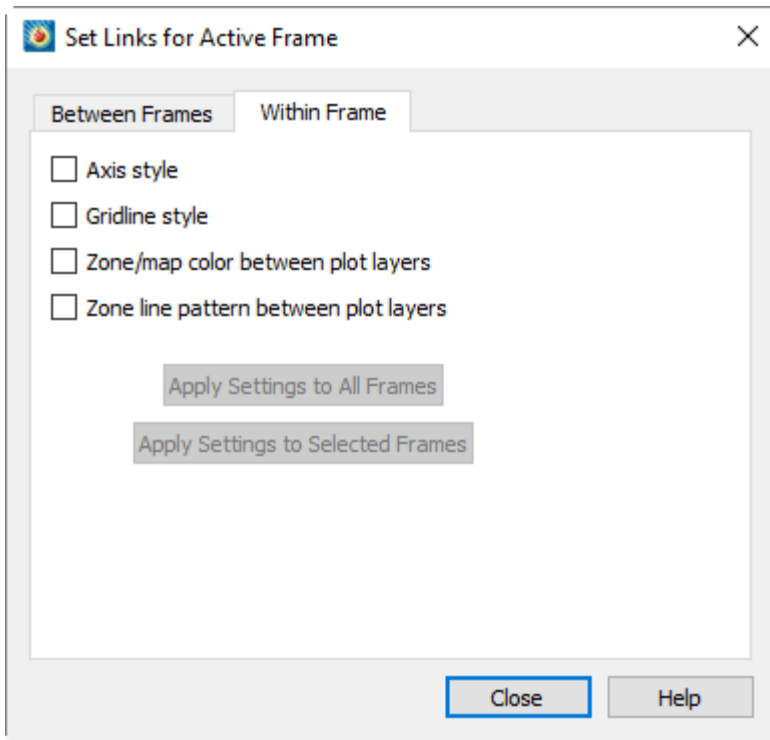 Set Links for Active Frame
Between Frames Within Frame
Axis style
Gridline style
Zone/map color between plot layers
Zone line pattern between plot layers
Apply Settings to All Frames
Apply Settings to Selected Frames
Close Help